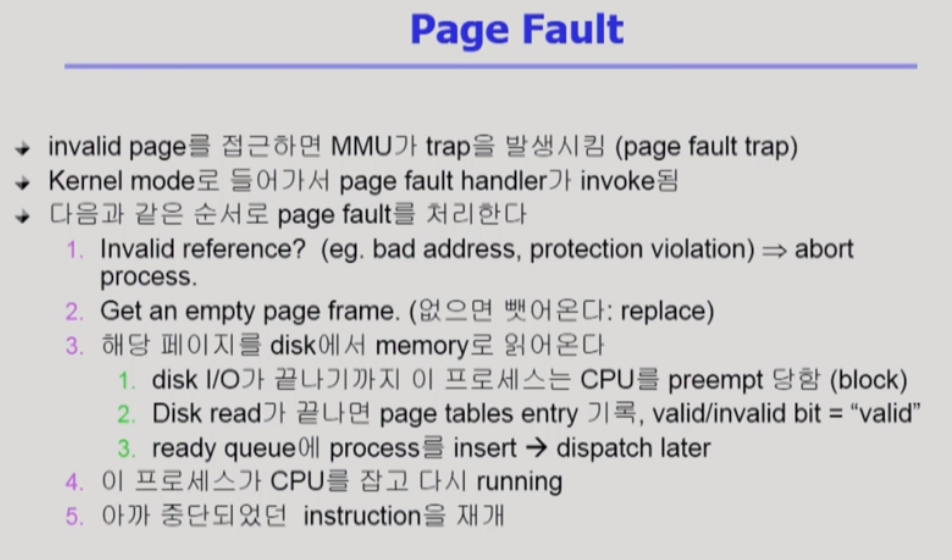 Page Fault
invalid page를 접근하면 MMU가 trap을 발생시킴 (page fault trap)
Kernel mode로 들어가서 page fault handler가 invoke됨
다음과 같은 순서로 page fault를 처리한다
1. Invalid reference? (eg. bad address, protection violation) ⇒ abort
process.
2. Get an empty page frame. (없으면 뺏어온다: replace)
3. 해당 페이지를 disk에서 memory로 읽어온다
1. disk I/O가 끝나기까지 이 프로세스는 CPU를 preempt 당함 (block)
2. Disk read가 끝나면 page tables entry 기록, valid/invalid bit = “valid”
3. ready queue에 process를 insert → dispatch later
4. 이 프로세스가 CPU를 잡고 다시 running
5. 아까 중단되었던 instruction을 재개